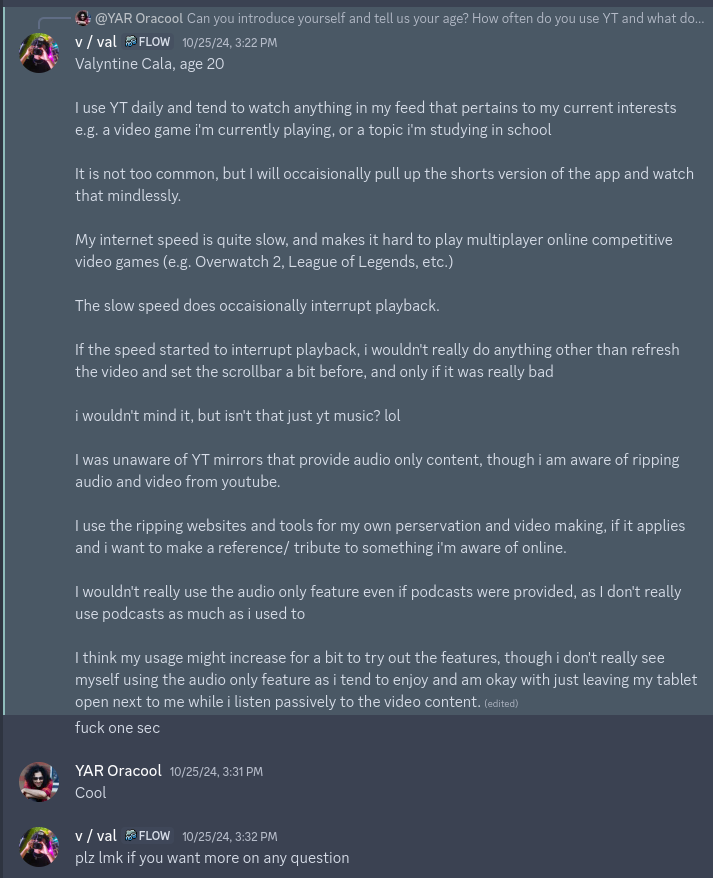 @YAR Oracool Can you introduce yourself and tell us your age? How often do you use YT and what do...
v / val FLOW 10/25/24, 3:22 PM
Valyntine Cala, age 20
I use YT daily and tend to watch anything in my feed that pertains to my current interests
e.g. a video game i'm currently playing, or a topic i'm studying in school
It is not too common, but I will occaisionally pull up the shorts version of the app and watch
that mindlessly.
My internet speed is quite slow, and makes it hard to play multiplayer online competitive
video games (e.g. Overwatch 2, League of Legends, etc.)
The slow speed does occaisionally interrupt playback.
If the speed started to interrupt playback, i wouldn't really do anything other than refresh
the video and set the scrollbar a bit before, and only if it was really bad
i wouldn't mind it, but isn't that just yt music? lol
I was unaware of YT mirrors that provide audio only content, though i am aware of ripping
audio and video from youtube.
I use the ripping websites and tools for my own perservation and video making, if it applies
and i want to make a reference/ tribute to something i'm aware of online.
I wouldn't really use the audio only feature even if podcasts were provided, as I don't really
use podcasts as much as i used to
I think my usage might increase for a bit to try out the features, though i don't really see
myself using the audio only feature as i tend to enjoy and am okay with just leaving my tablet
open next to me while i listen passively to the video content. (edited)
fuck one sec
YAR Oracool 10/25/24, 3:31 PM
Cool
v / val FLOW 10/25/24, 3:32 PM
plz lmk if you want more on any question